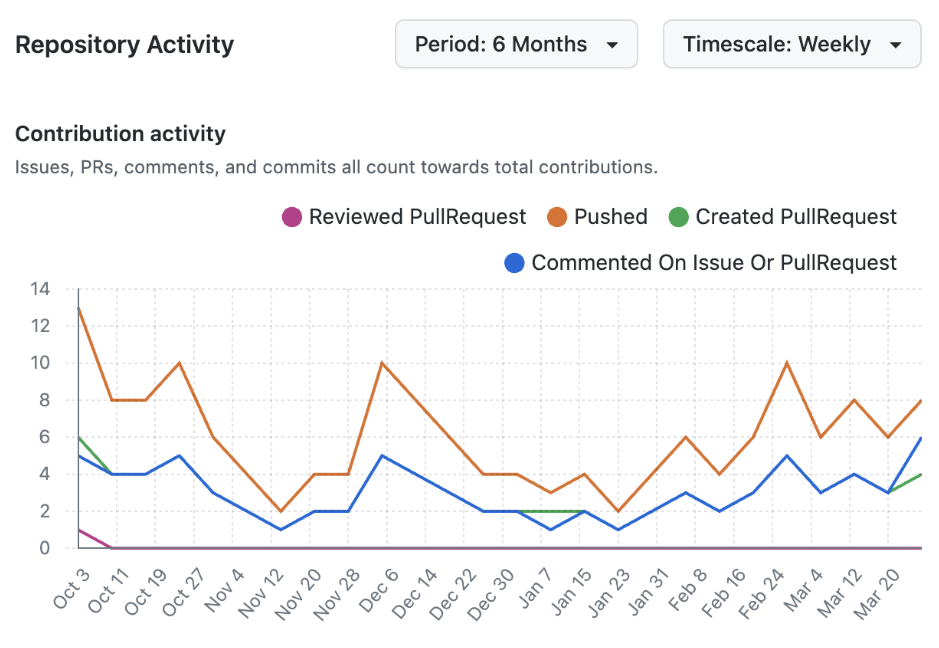 Repository Activity
Period: 6 Months
Timescale: Weekly
Contribution activity
Issues, PRs, comments, and commits all count towards total contributions.
Reviewed PullRequest
Pushed
Created PullRequest
Commented On Issue Or PullRequest
14
12
10
8
6
4
2
0
Oct 3
Oct 11
Oct 19
Oct 27
Nov 4
Nov 12
Nov 20
Nov 28
Dec 6
Dec 14
Dec 22
Dec 30
Jan 7
Jan 15
Jan 23
Jan 31
Feb 8
Feb 16
Feb 24
Mar 4
Mar 12
Mar 20